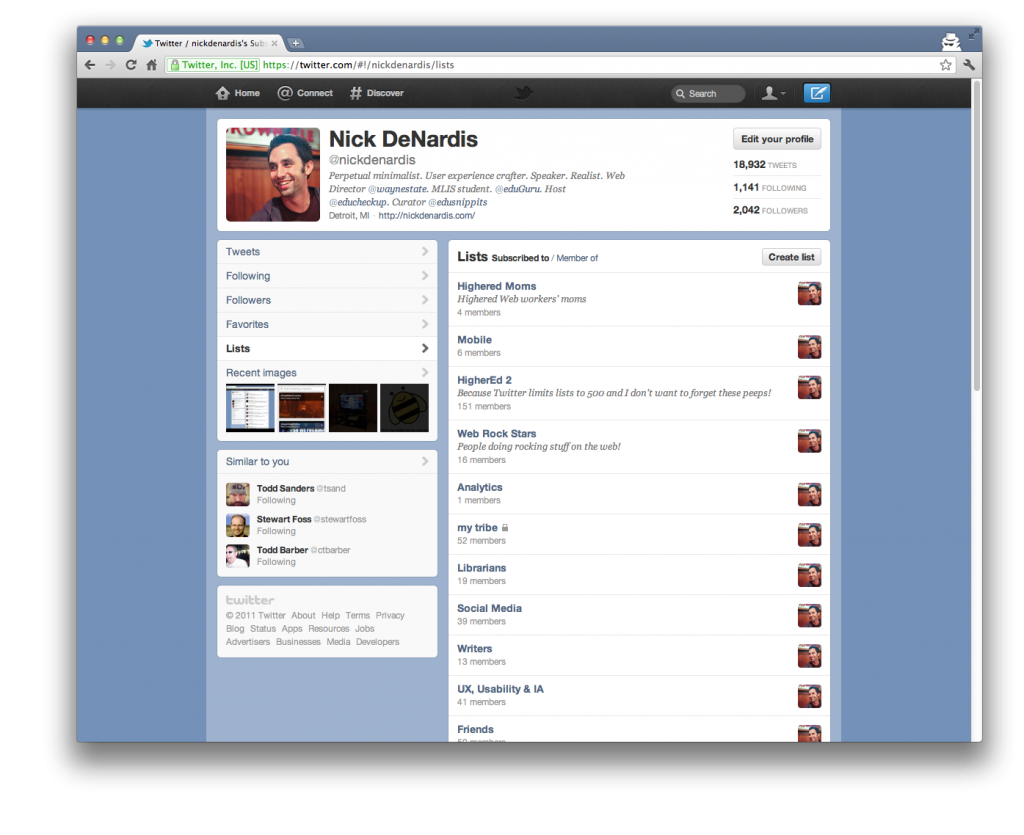 Twitter / nickdenardis's Subs
Twitter, Inc. [US] https://twitter.com/#!/nickdenardis/lists
Home Connect Discover Search
Nick DeNardis
@nickdenardis
Perpetual minimalist. User experience crafter. Speaker. Realist. Web
Director @waynestate. MLIS student. @eduGuru. Host
@educheckup. Curator @edusnippits
Detroit, MI · http://nickdenardis.com/
Edit your profile
18,932 TWEETS
1,141 FOLLOWING
2,042 FOLLOWERS
Tweets
Following
Followers
Favorites
Lists
Recent images
Similar to you
Todd Sanders @tsand
Following
Stewart Foss @stewartfoss
Following
Todd Barber @ctbarber
Following
twitter
© 2011 Twitter About Help Terms Privacy
Blog Status Apps Resources Jobs
Advertisers Businesses Media Developers
Lists Subscribed to / Member of
Create list
Highered Moms
Highered Web workers' moms
4 members
Mobile
6 members
HigherEd 2
Because Twitter limits lists to 500 and I don't want to forget these peeps!
151 members
Web Rock Stars
People doing rocking stuff on the web!
16 members
Analytics
1 members
my tribe
52 members
Librarians
19 members
Social Media
39 members
Writers
13 members
UX, Usability & IA
41 members
Friends
members